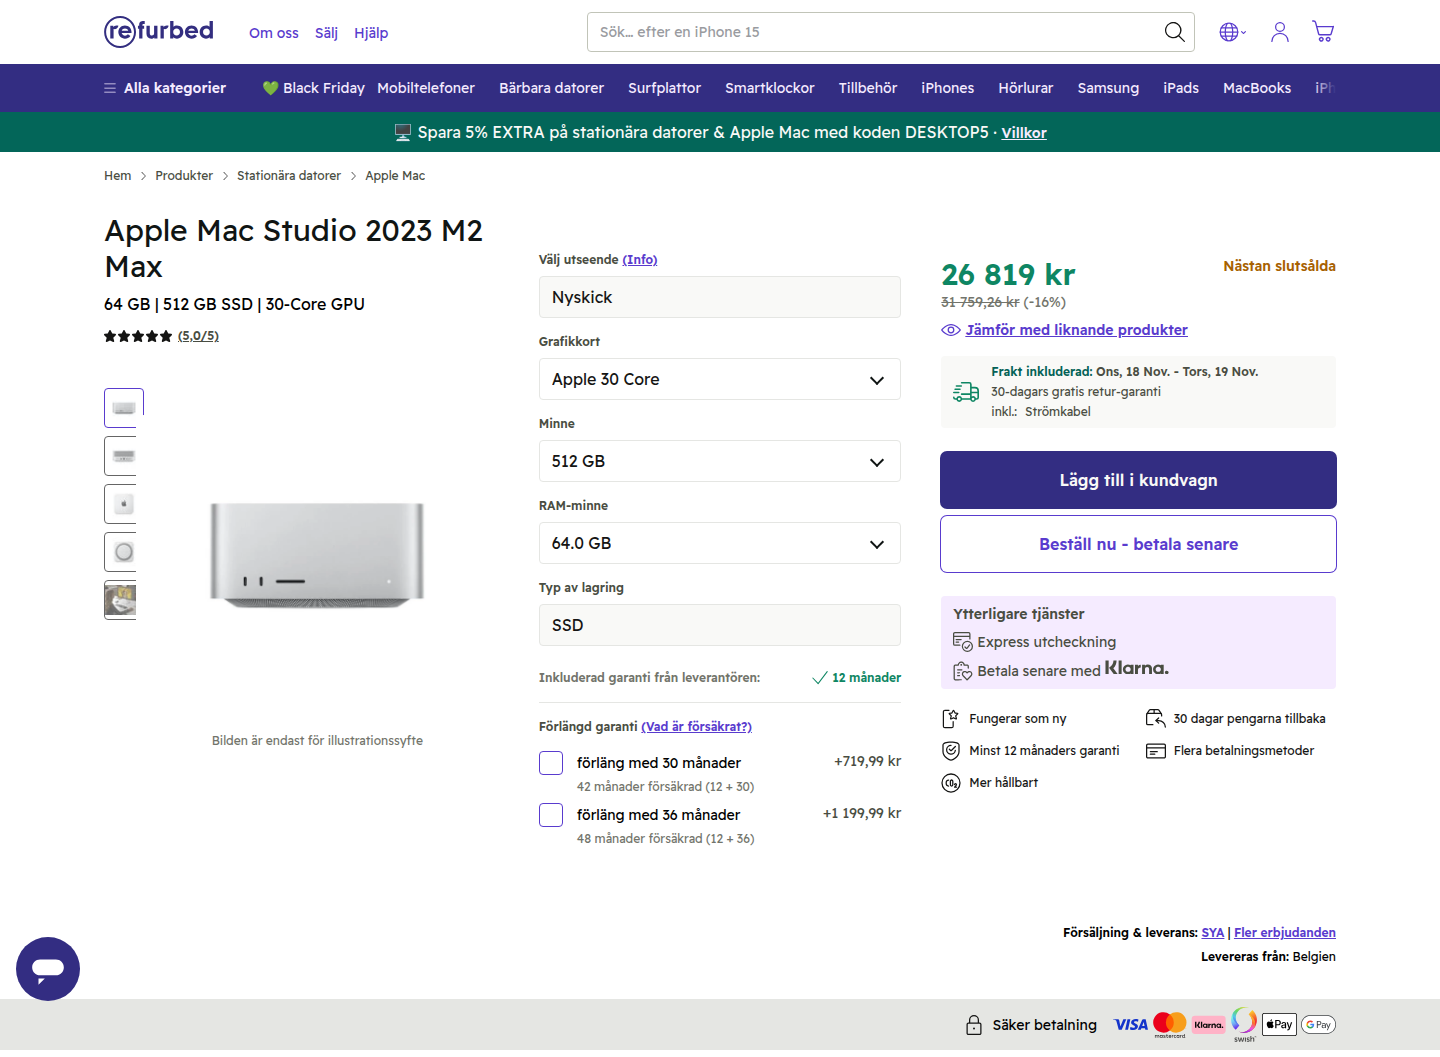 refurbed
Om oss
Sälj
Hjälp
Sök... efter en iPhone 15
Alla kategorier
💚 Black Friday
Mobiltelefoner
Bärbara datorer
Surfplattor
Smartklockor
Tillbehör
iPhones
Hörlurar
Samsung
iPads
MacBooks
🖥️ Spara 5% EXTRA på stationära datorer & Apple Mac med koden DESKTOP5 · Villkor
Hem > Produkter > Stationära datorer > Apple Mac
Apple Mac Studio 2023 M2
Max
64 GB | 512 GB SSD | 30-Core GPU
(5,0/5)
Bilden är endast för illustrationssyfte
Välj utseende (Info)
Nyskick
Grafikkort
Apple 30 Core
Minne
512 GB
RAM-minne
64.0 GB
Typ av lagring
SSD
Inkluderad garanti från leverantören:
12 månader
Förlängd garanti (Vad är försäkrat?)
förläng med 30 månader
+719,99 kr
42 månader försäkrad (12 + 30)
förläng med 36 månader
+1 199,99 kr
48 månader försäkrad (12 + 36)
26 819 kr
Nästan slutsålda
31 759,26 kr (-16%)
Jämför med liknande produkter
Frakt inkluderad: Ons, 18 Nov. - Tors, 19 Nov.
30-dagars gratis retur-garanti
inkl.: Strömkabel
Lägg till i kundvagn
Beställ nu - betala senare
Ytterligare tjänster
Express utcheckning
Betala senare med Klarna.
Fungerar som ny
30 dagar pengarna tillbaka
Minst 12 månaders garanti
Flera betalningsmetoder
CO2
Mer hållbart
Försäljning & leverans: SYA | Fler erbjudanden
Levereras från: Belgien
Säker betalning
VISA
mastercard
Klarna.
swish
Pay
G Pay